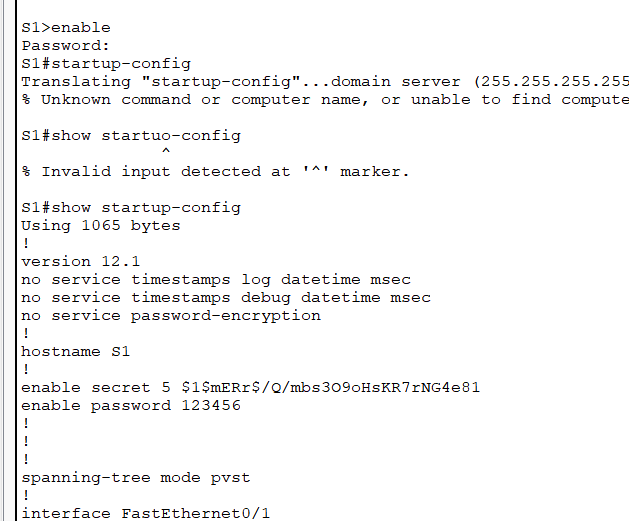 S1>enable
Password:
S1#startup-config
Translating "startup-config"...domain server (255.255.255.255
% Unknown command or computer name, or unable to find compute

S1#show startuo-config
^
% Invalid input detected at '^' marker.

S1#show startup-config
Using 1065 bytes
!
version 12.1
no service timestamps log datetime msec
no service timestamps debug datetime msec
no service password-encryption
!
hostname S1
!
enable secret 5 $1$mERr$/Q/mbs3O9oHsKR7rNG4e81
enable password 123456
!
!
!
spanning-tree mode pvst
!
interface FastEthernet0/1